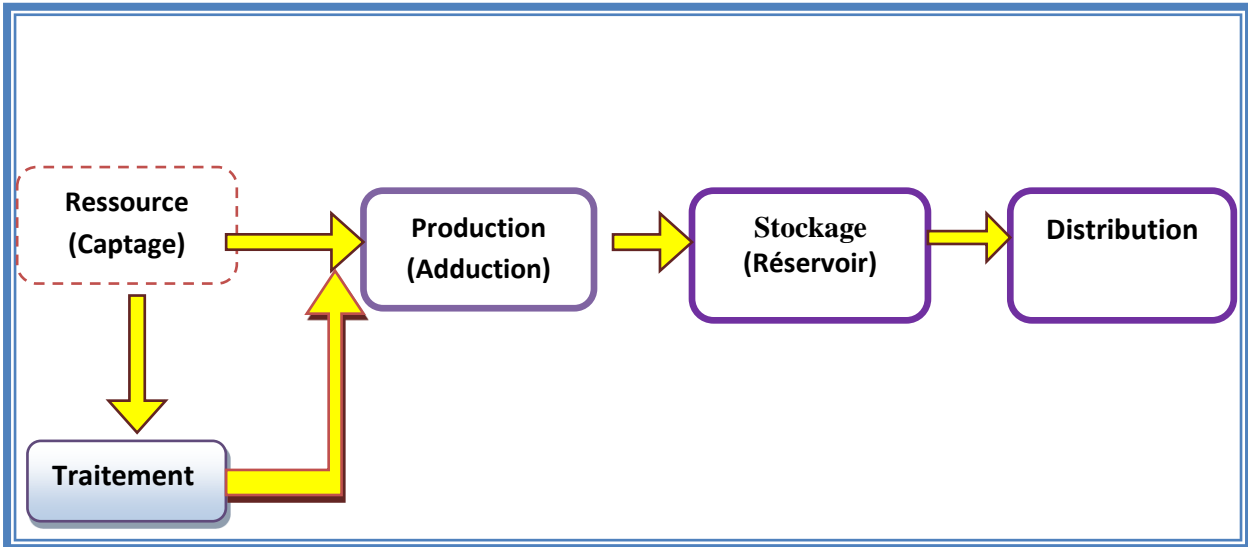 Ressource
(Captage)
Production
(Adduction)
Stockage
(Réservoir)
Distribution
Traitement